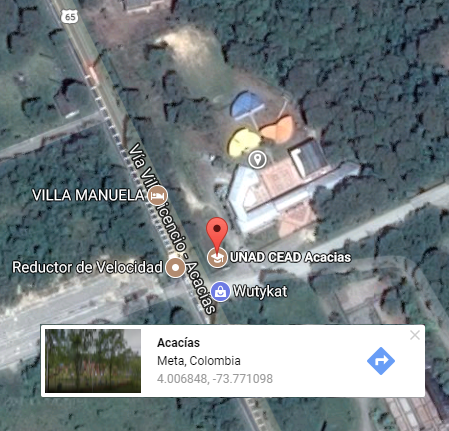 65
Vía Villavicencio - Acacias
VILLA MANUELA
UNAD CEAD Acacias
Reductor de Velocidad
Wutykat
Acacías
Meta, Colombia
4.006848, -73.771098